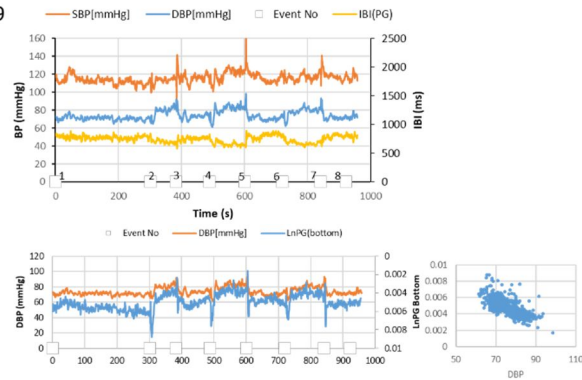 9
SBP[mmHg] DBP[mmHg] Event No IBI(PG)
160 2500
140
120 2000
100 1500
80
60 1000
40 500
20
0 0
1 2 3 4 5 6 7 8
0 200 400 600 800 1000
BP (mmHg)
IBI (ms)
Time (s)
Event No DBP[mmHg] LnPG(bottom)
120 0
100 0.002
80 0.004
60
40 0.006
20 0.008
0 0.01
0 100 200 300 400 500 600 700 800 900 1000
DBP (mmHg)
LnPG Bottom
0.01
0.008
0.006
0.004
0.002
0
50 70 90 110
DBP